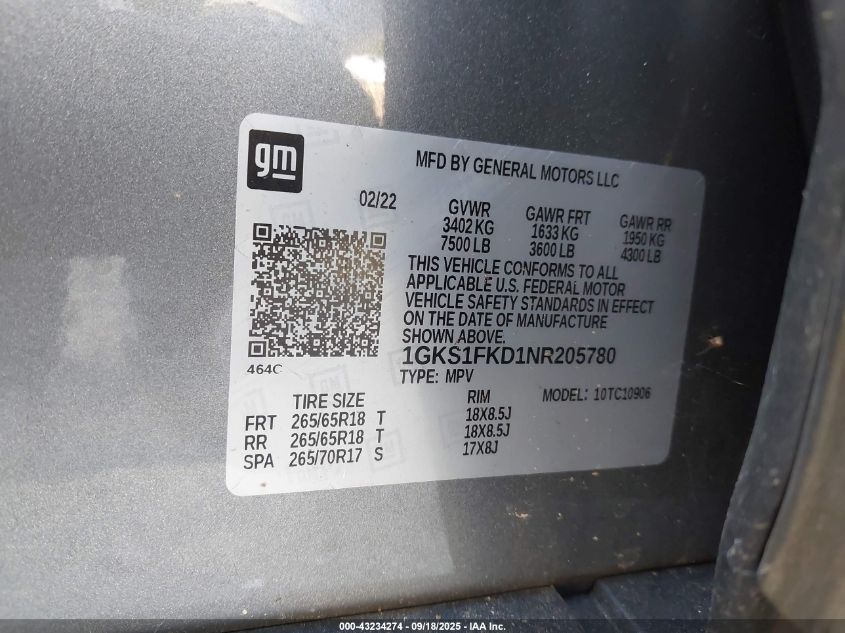 gm
MFD BY GENERAL MOTORS LLC
02/22
GVWR GAWR FRT GAWR RR
3402 KG 1633 KG 1950 KG
7500 LB 3600 LB 4300 LB
THIS VEHICLE CONFORMS TO ALL
APPLICABLE U.S. FEDERAL MOTOR
VEHICLE SAFETY STANDARDS IN EFFECT
ON THE DATE OF MANUFACTURE
SHOWN ABOVE.
1GKS1FKD1NR205780
464C
TYPE: MPV
MODEL: 10TC10906
TIRE SIZE RIM
FRT 265/65R18 T 18X8.5J
RR 265/65R18 T 18X8.5J
SPA 265/70R17 S 17X8J
000-43234274 - 09/18/2025 - IAA Inc.